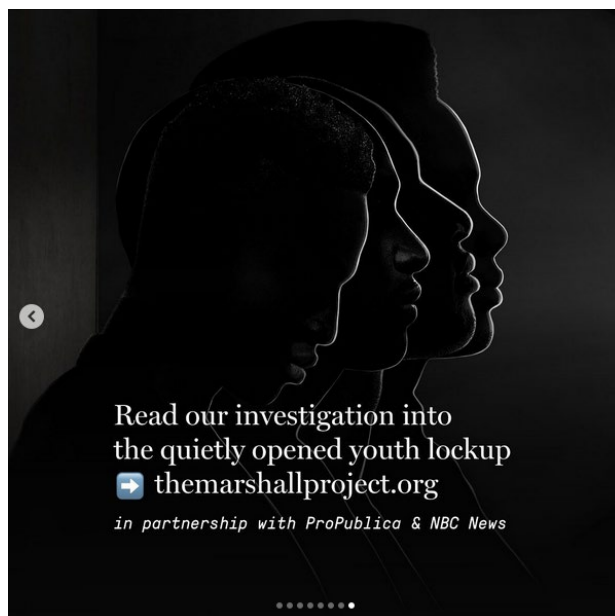 Read our investigation into
the quietly opened youth lockup
➡️ themarshallproject.org
in partnership with ProPublica & NBC News